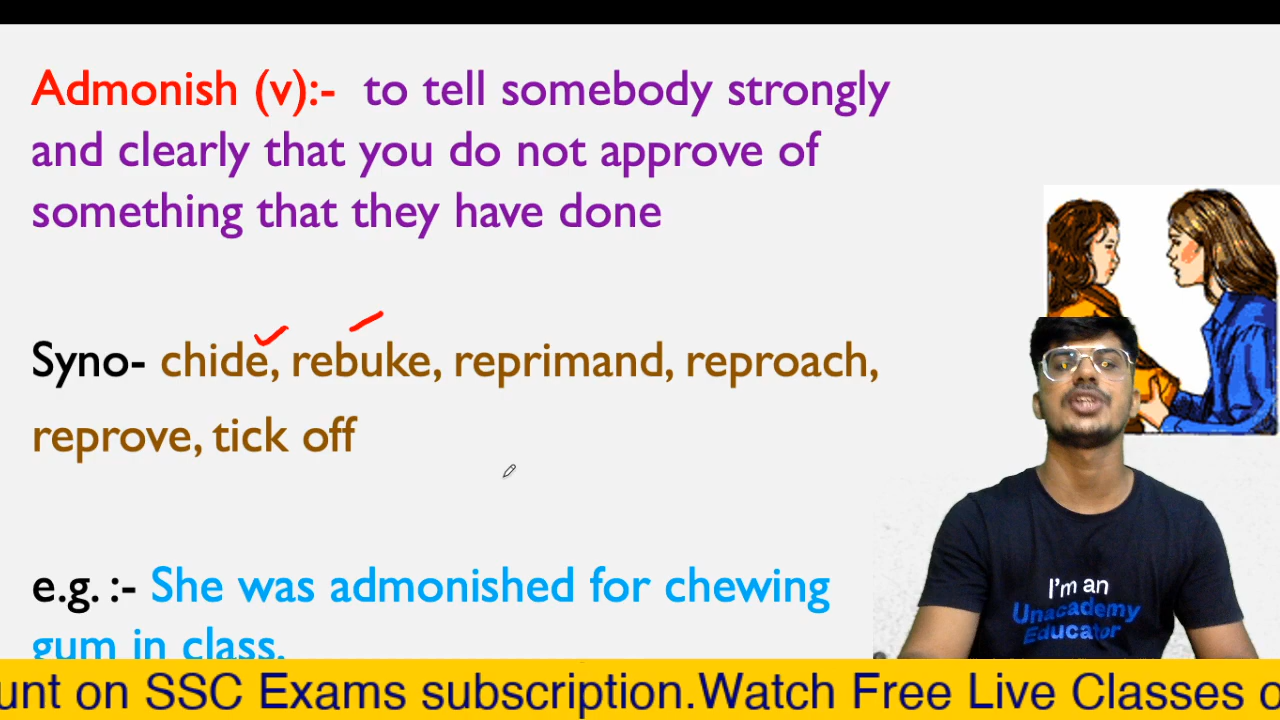 Admonish (v):- to tell somebody strongly
and clearly that you do not approve of
something that they have done
Syno- chide, rebuke, reprimand, reproach,
reprove, tick off
e.g. :- She was admonished for chewing
gum in class.
I'm an
Unacademy
Educator
unt on SSC Exams subscription.Watch Free Live Classes